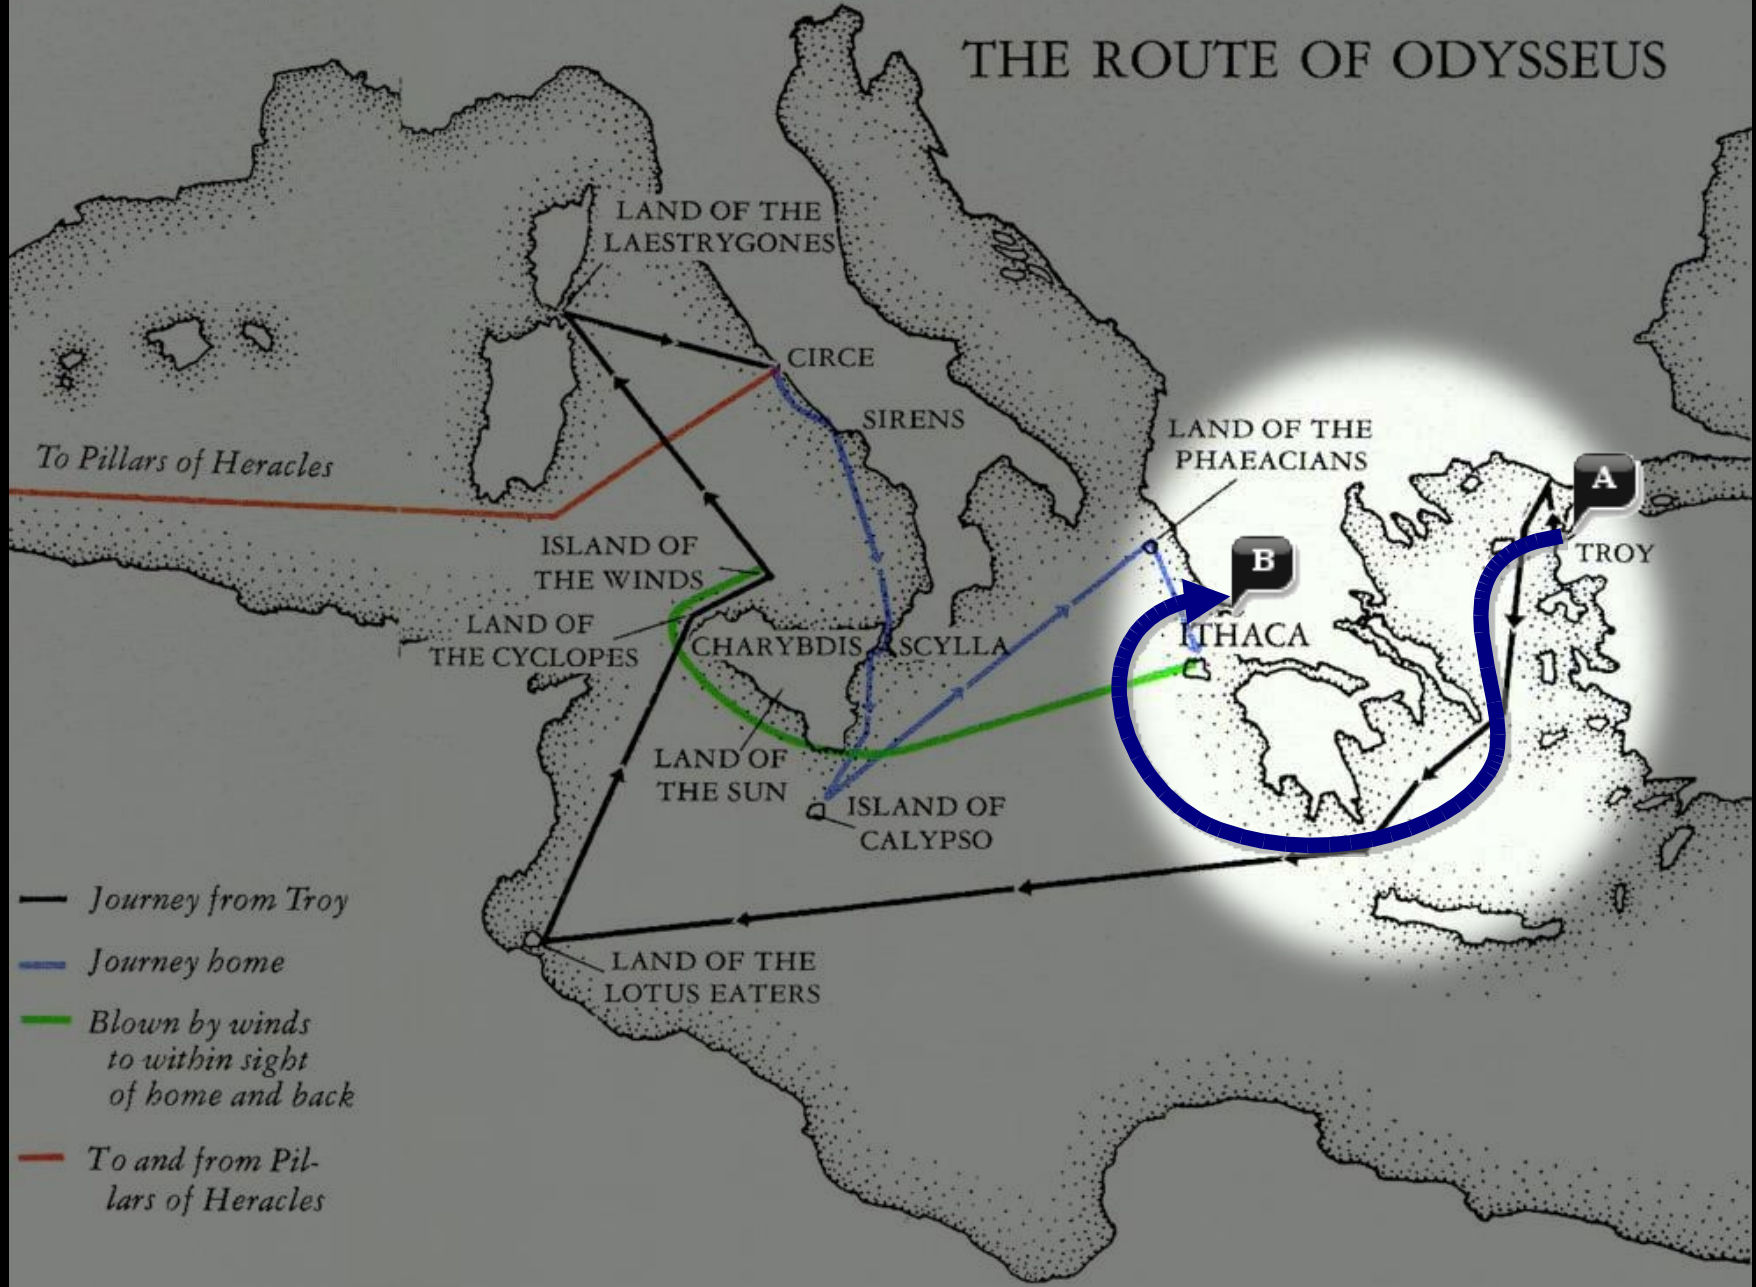 THE ROUTE OF ODYSSEUS
LAND OF THE
LAESTRYGONES
CIRCE
SIRENS
To Pillars of Heracles
LAND OF THE
PHAEACIANS
A
TROY
B
ITHACA
ISLAND OF
THE WINDS
LAND OF
THE CYCLOPES
CHARYBDIS
SCYLLA
LAND OF
THE SUN
ISLAND OF
CALYPSO
LAND OF THE
LOTUS EATERS
Journey from Troy
Journey home
Blown by winds
to within sight
of home and back
To and from Pil-
lars of Heracles